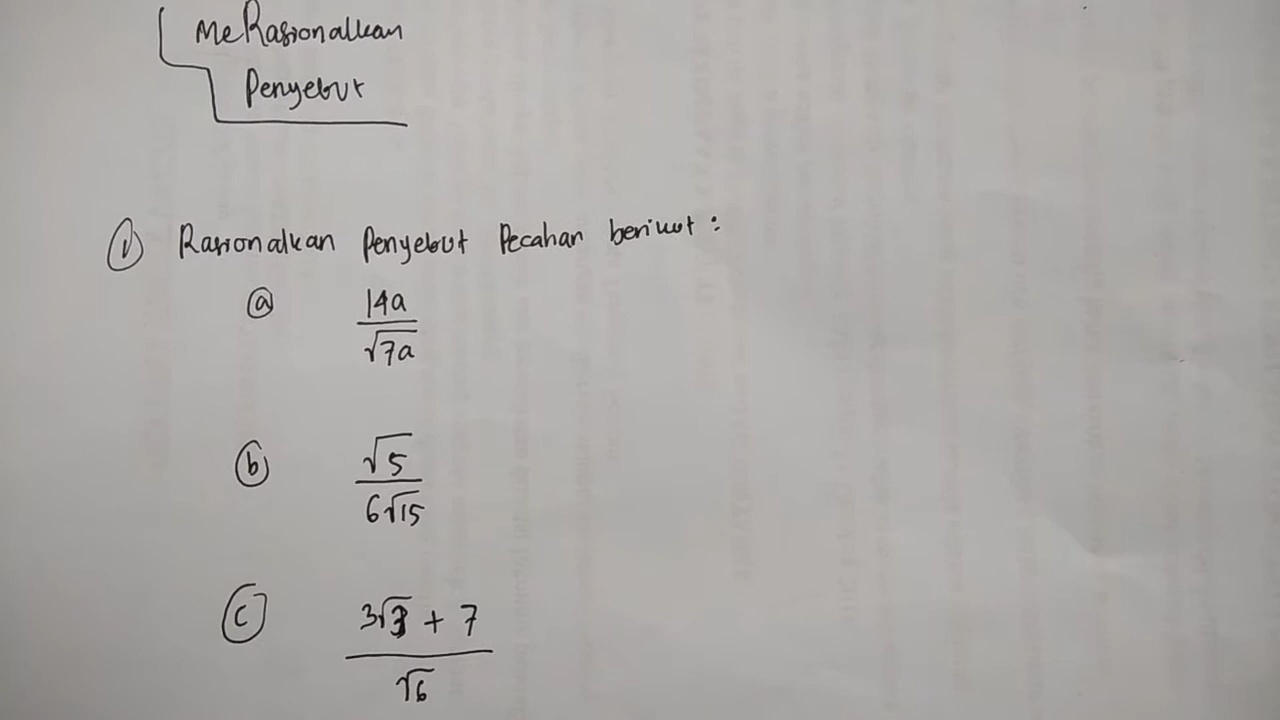 MeRasionalkan
Penyebut
① Rasionalkan Penyebut Pecahan berikut :
ⓐ 14a / √7a
ⓑ √5 / 6√15
ⓒ 3√3 + 7 / √6